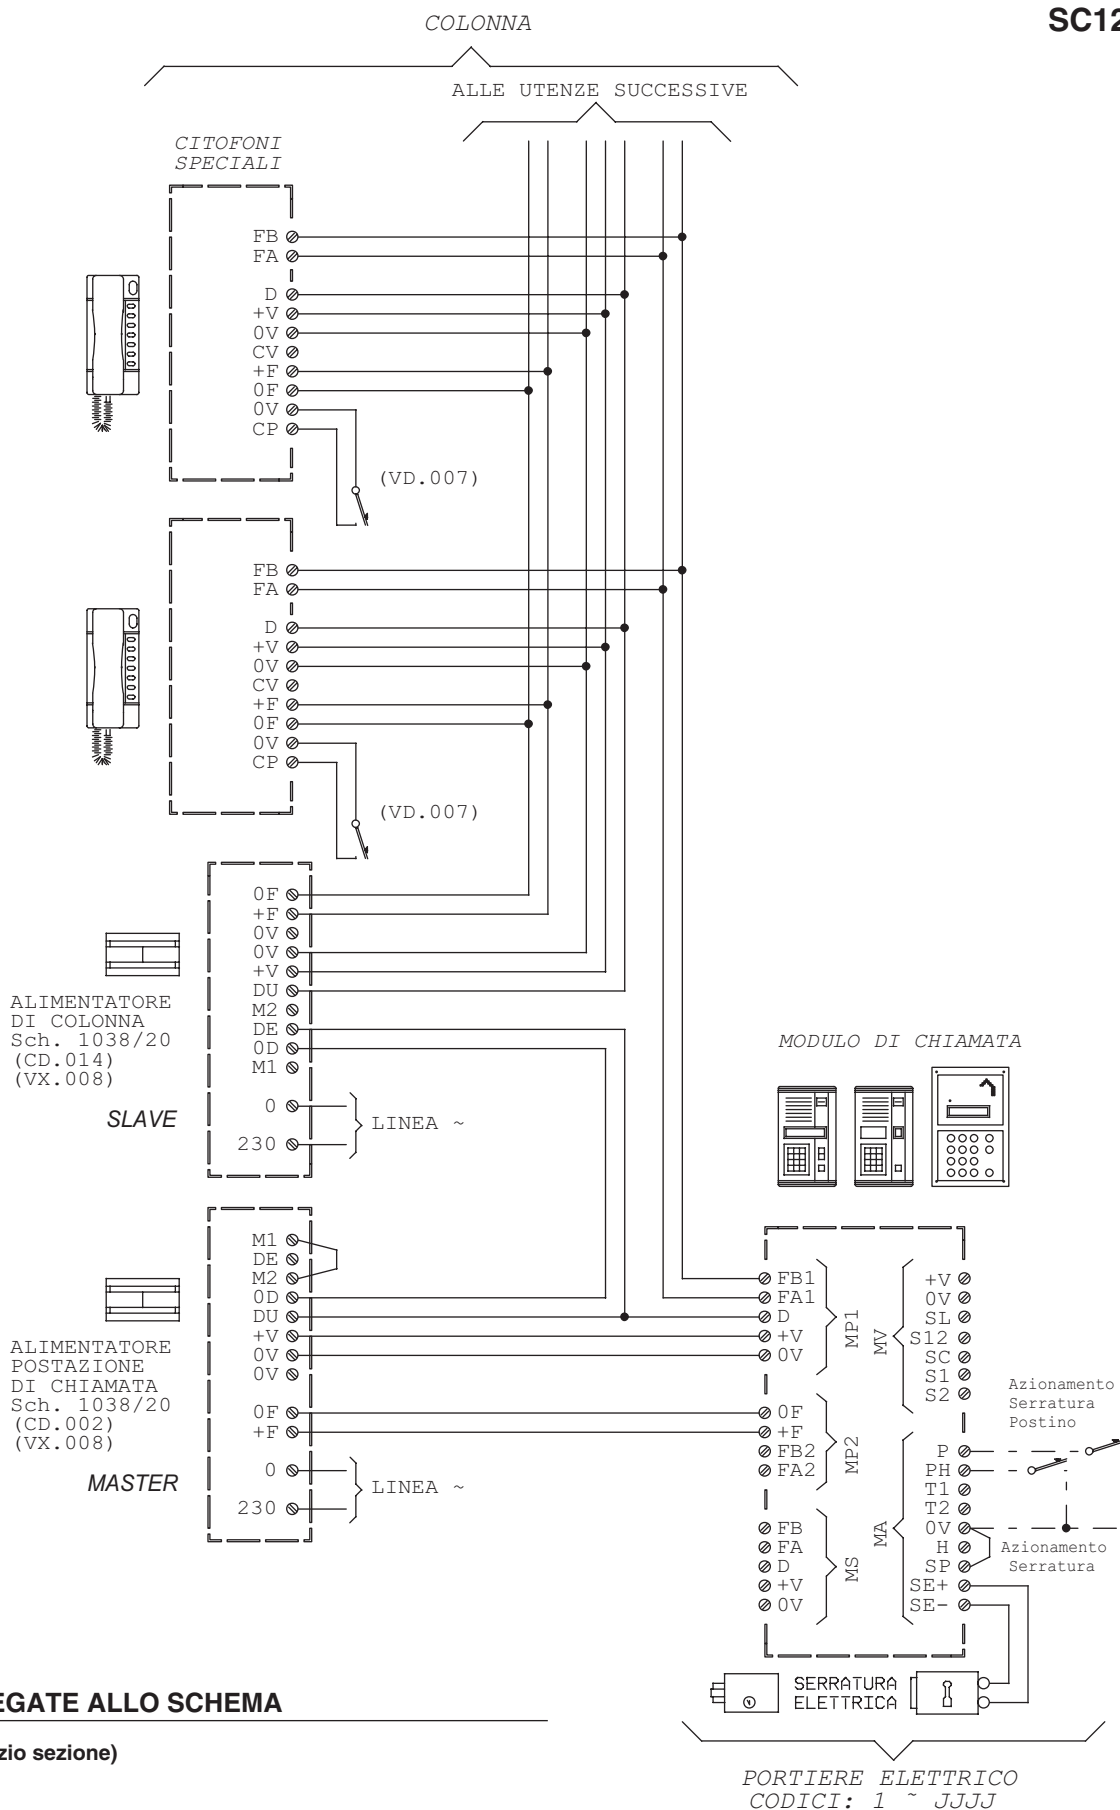 SC12
COLONNA
ALLE UTENZE SUCCESSIVE
CITOFONI
SPECIALI
FB
FA
D
+V
0V
CV
+F
0F
0V
CP
(VD.007)
FB
FA
D
+V
0V
CV
+F
0F
0V
CP
(VD.007)
0F
+F
0V
0V
+V
DU
M2
DE
0D
M1
0
230
LINEA ~
ALIMENTATORE
DI COLONNA
Sch. 1038/20
(CD.014)
(VX.008)
SLAVE
M1
DE
M2
0D
DU
+V
0V
0V
0F
+F
0
230
LINEA ~
ALIMENTATORE
POSTAZIONE
DI CHIAMATA
Sch. 1038/20
(CD.002)
(VX.008)
MASTER
MODULO DI CHIAMATA
FB1
FA1
D
+V
0V
MP1
0F
+F
FB2
FA2
MP2
FB
FA
D
+V
0V
MS
MV
+V
0V
SL
S12
SC
S1
S2
MA
P
PH
T1
T2
0V
H
SP
SE+
SE-
Azionamento
Serratura
Postino
Azionamento
Serratura
SERRATURA
ELETTRICA
EGATE ALLO SCHEMA
zio sezione)
PORTIERE ELETTRICO
CODICI: 1 ~ JJJJ